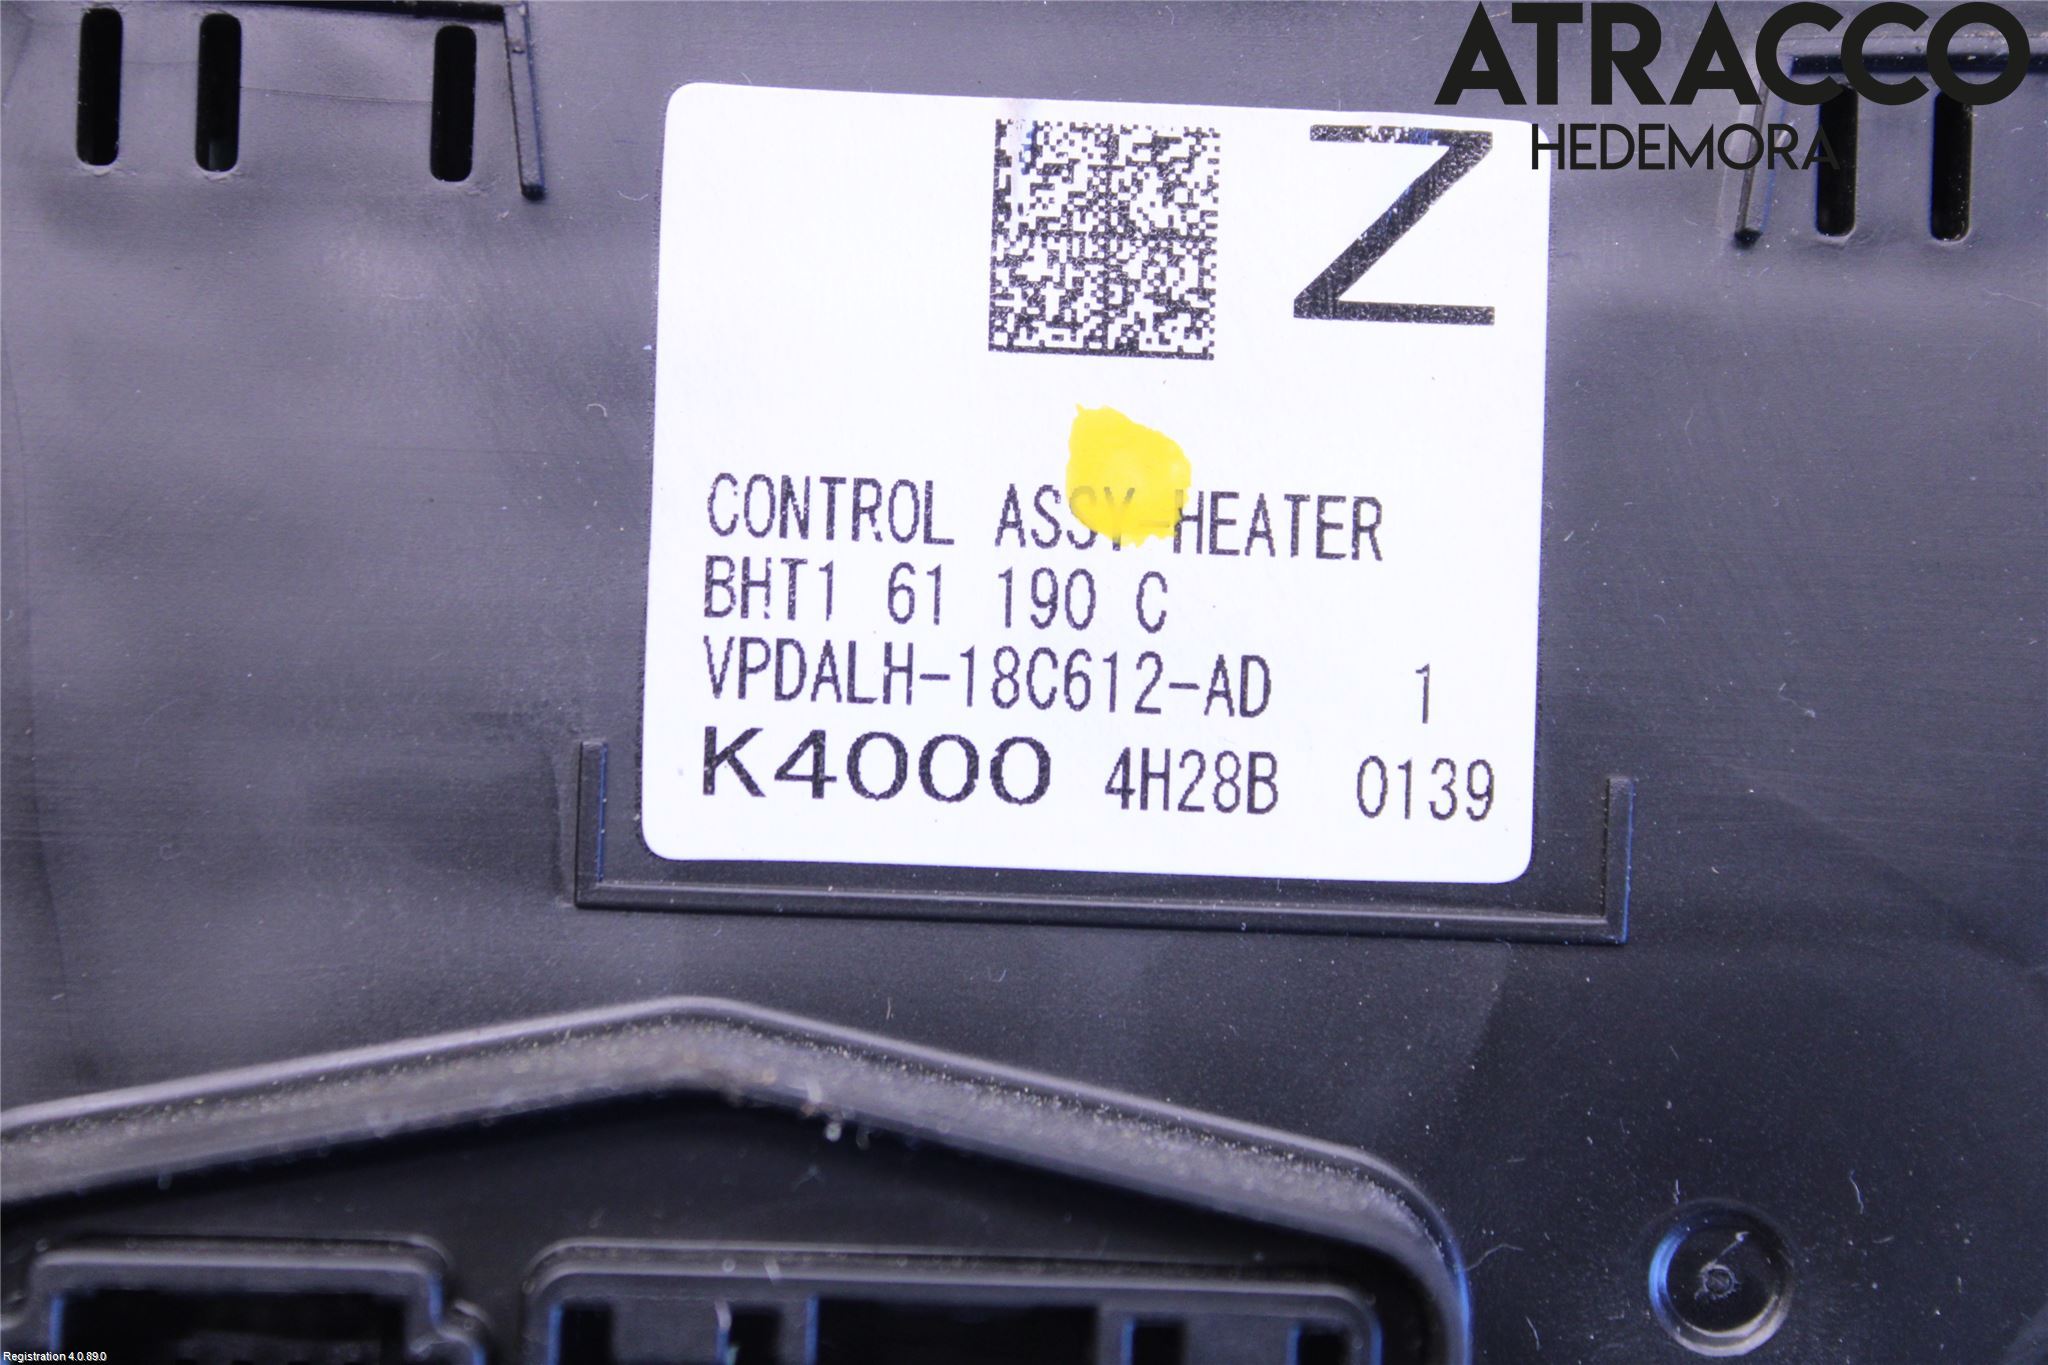 ATRACCO
HEDEMORA
Z
CONTROL ASSY-HEATER
BHT1 61 190 C
VPDALH-18C612-AD 1
K4000 4H28B 0139
Registration 4.0.89.0